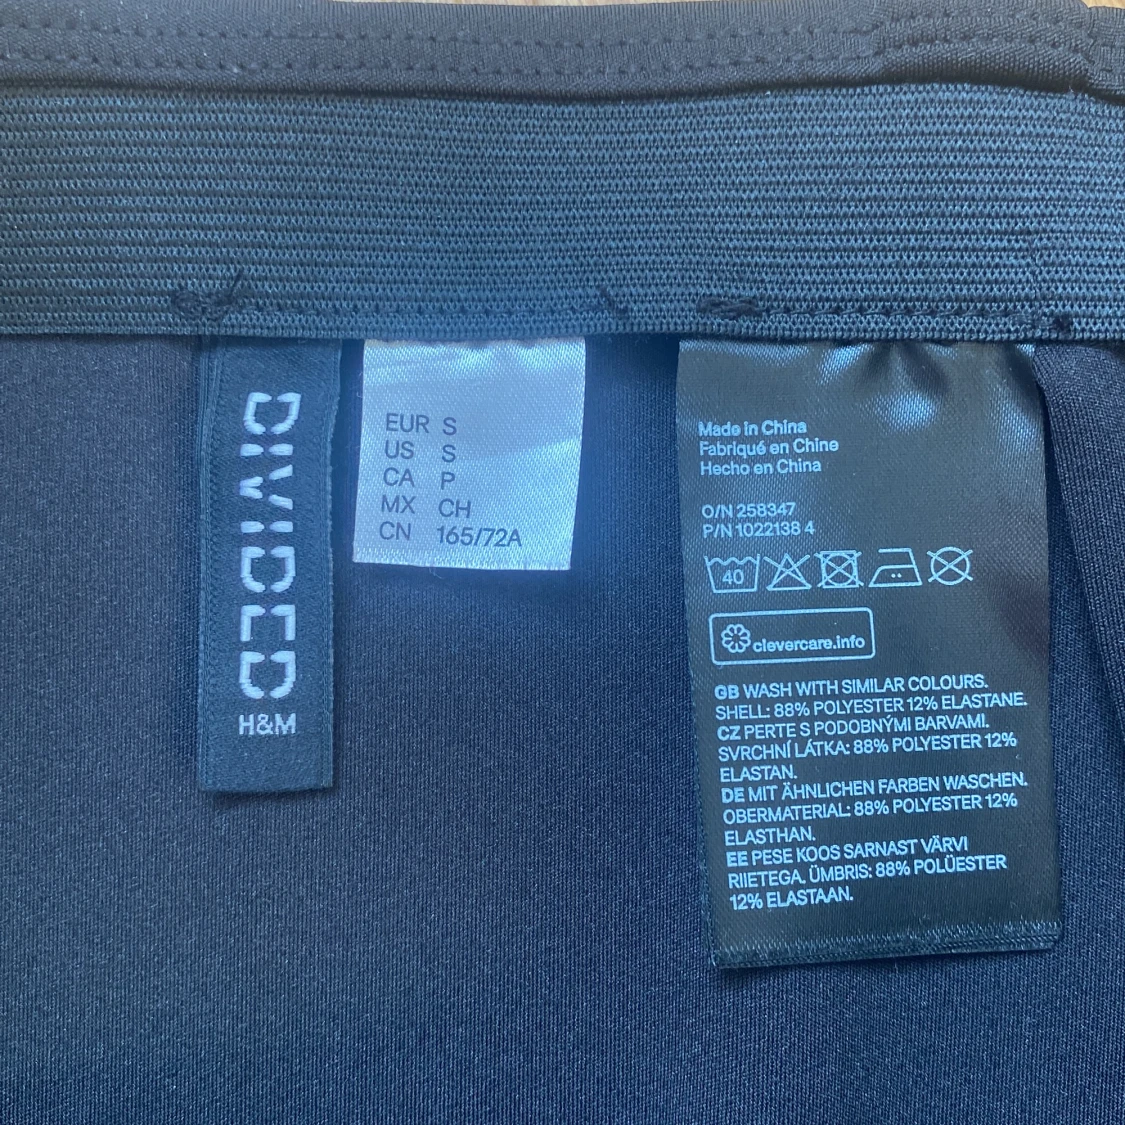 DIVIDED
H&M
EUR S
US S
CA P
MX CH
CN 165/72A
Made in China
Fabriqué en Chine
Hecho en China
O/N 258347
P/N 1022138 4
40
clevercare.info
GB WASH WITH SIMILAR COLOURS.
SHELL: 88% POLYESTER 12% ELASTANE.
CZ PERTE S PODOBNÝMI BARVAMI.
SVRCHNÍ LÁTKA: 88% POLYESTER 12%
ELASTAN.
DE MIT ÄHNLICHEN FARBEN WASCHEN.
OBERMATERIAL: 88% POLYESTER 12%
ELASTHAN.
EE PESE KOOS SARNAST VÄRVI
RIIETEGA. ÜMBRIS: 88% POLÜESTER
12% ELASTAAN.